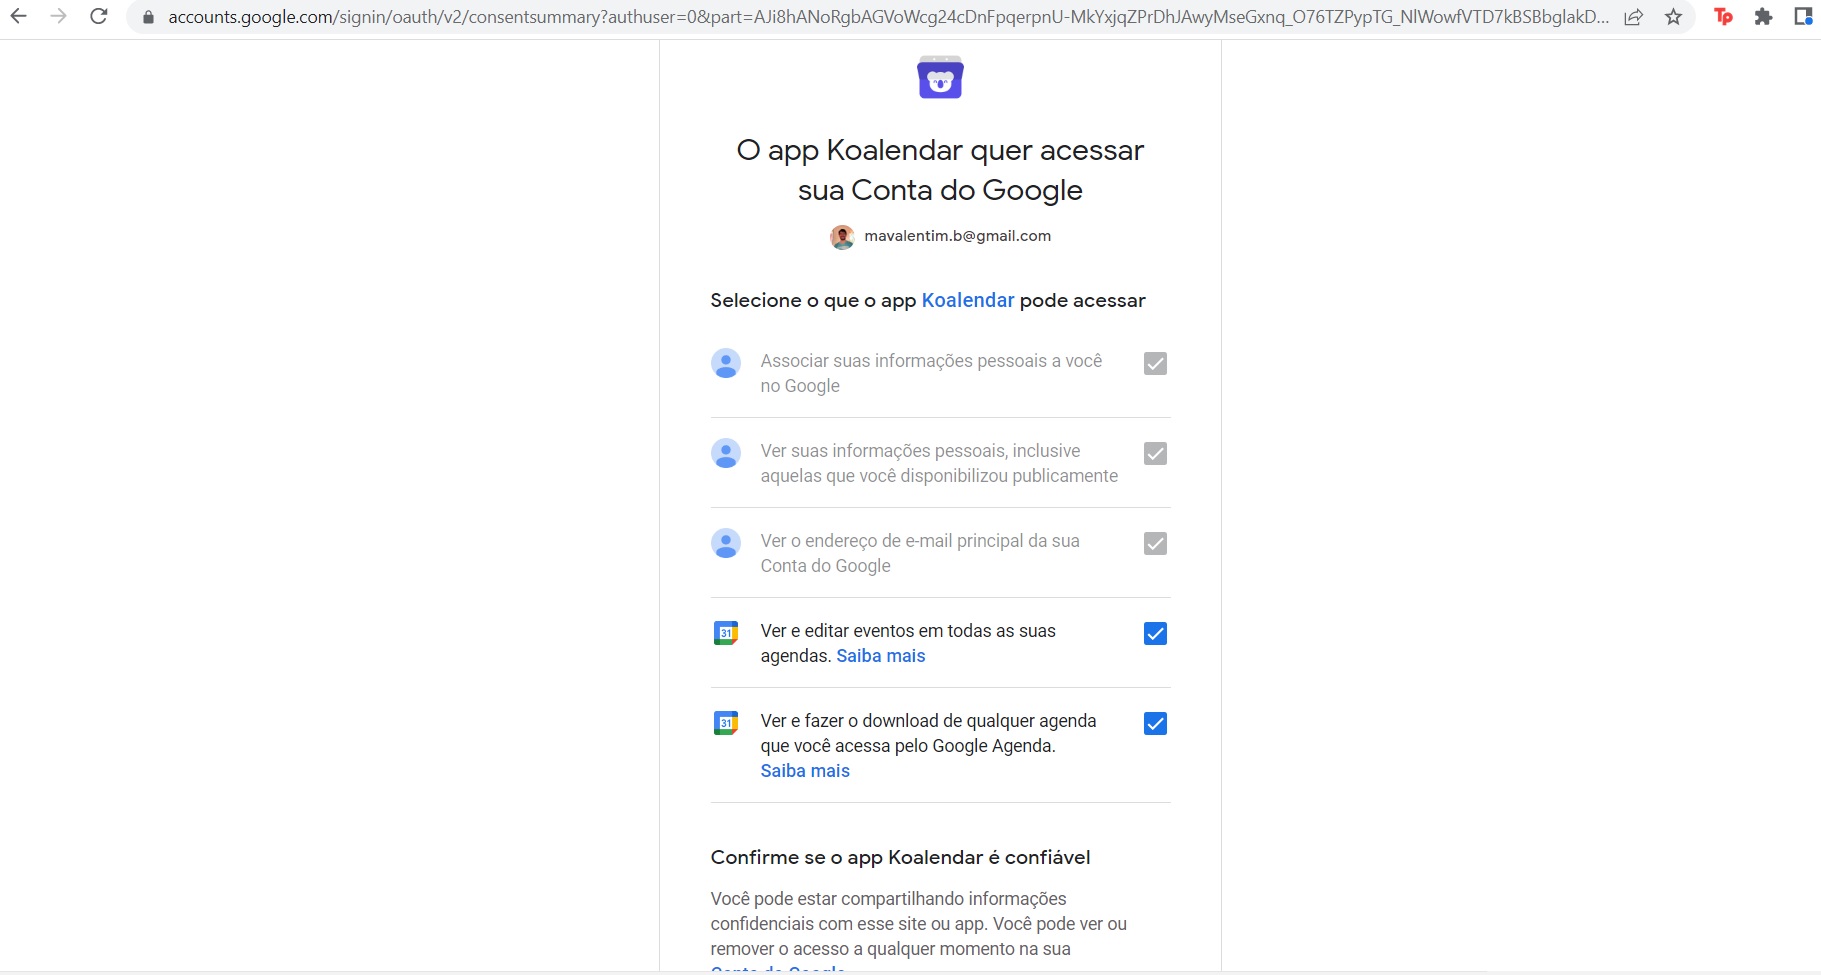 accounts.google.com/signin/oauth/v2/consentsummary?authuser=0&part=AJi8hANoRgbAGVoWcg24cDnFpqerpnU-MkYxjqZPrDhJAwyMseGxnq_O76TZPypTG_NlWowfVTD7kBSBbglakD...
Tp
O app Koalendar quer acessar
sua Conta do Google
mavalentim.b@gmail.com
Selecione o que o app Koalendar pode acessar
Associar suas informações pessoais a você
no Google
Ver suas informações pessoais, inclusive
aquelas que você disponibilizou publicamente
Ver o endereço de e-mail principal da sua
Conta do Google
31
Ver e editar eventos em todas as suas
agendas. Saiba mais
31
Ver e fazer o download de qualquer agenda
que você acessa pelo Google Agenda.
Saiba mais
Confirme se o app Koalendar é confiável
Você pode estar compartilhando informações
confidenciais com esse site ou app. Você pode ver ou
remover o acesso a qualquer momento na sua
Conta do Google